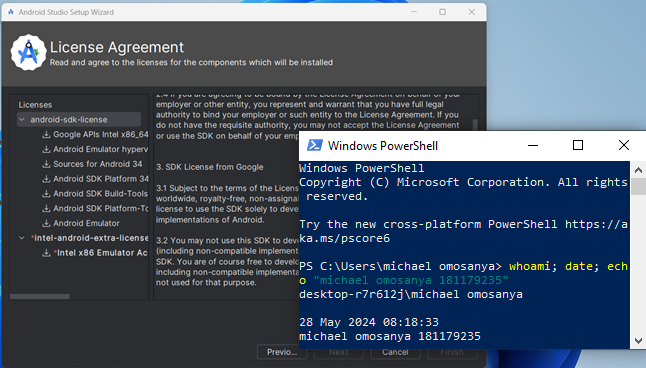 Android Studio Setup Wizard
License Agreement
Read and agree to the licenses for the components which will be installed
Licenses
android-sdk-license
Google APIs Intel x86_64
Android Emulator hyperv
Sources for Android 34
Android SDK Platform 34
Android SDK Build-Tools
Android SDK Platform-To
Android Emulator
*intel-android-extra-license
*Intel x86 Emulator Ac
2.4 If you are agreeing to be bound by the License Agreement on behalf of your
employer or other entity, you represent and warrant that you have full legal
authority to bind your employer or such entity to the License Agreement. If you
do not have the requisite authority, you may not accept the License Agreement
or use the SDK on behalf of your emp
3. SDK License from Google
3.1 Subject to the terms of the Licen
worldwide, royalty-free, non-assigna
license to use the SDK solely to deve
implementations of Android.
3.2 You may not use this SDK to deve
(including non-compatible implement
SDK. You are of course free to develo
including non-compatible implementa
not used for that purpose.
Previo...
Next
Cancel
Finish
Windows PowerShell
Windows PowerShell
Copyright (C) Microsoft Corporation. All rights
reserved.
Try the new cross-platform PowerShell https://a
ka.ms/pscore6
PS C:\Users\michael omosanya> whoami; date; ech
o "michael omosanya 181179235"
desktop-r7r612j\michael omosanya
28 May 2024 08:18:33
michael omosanya 181179235